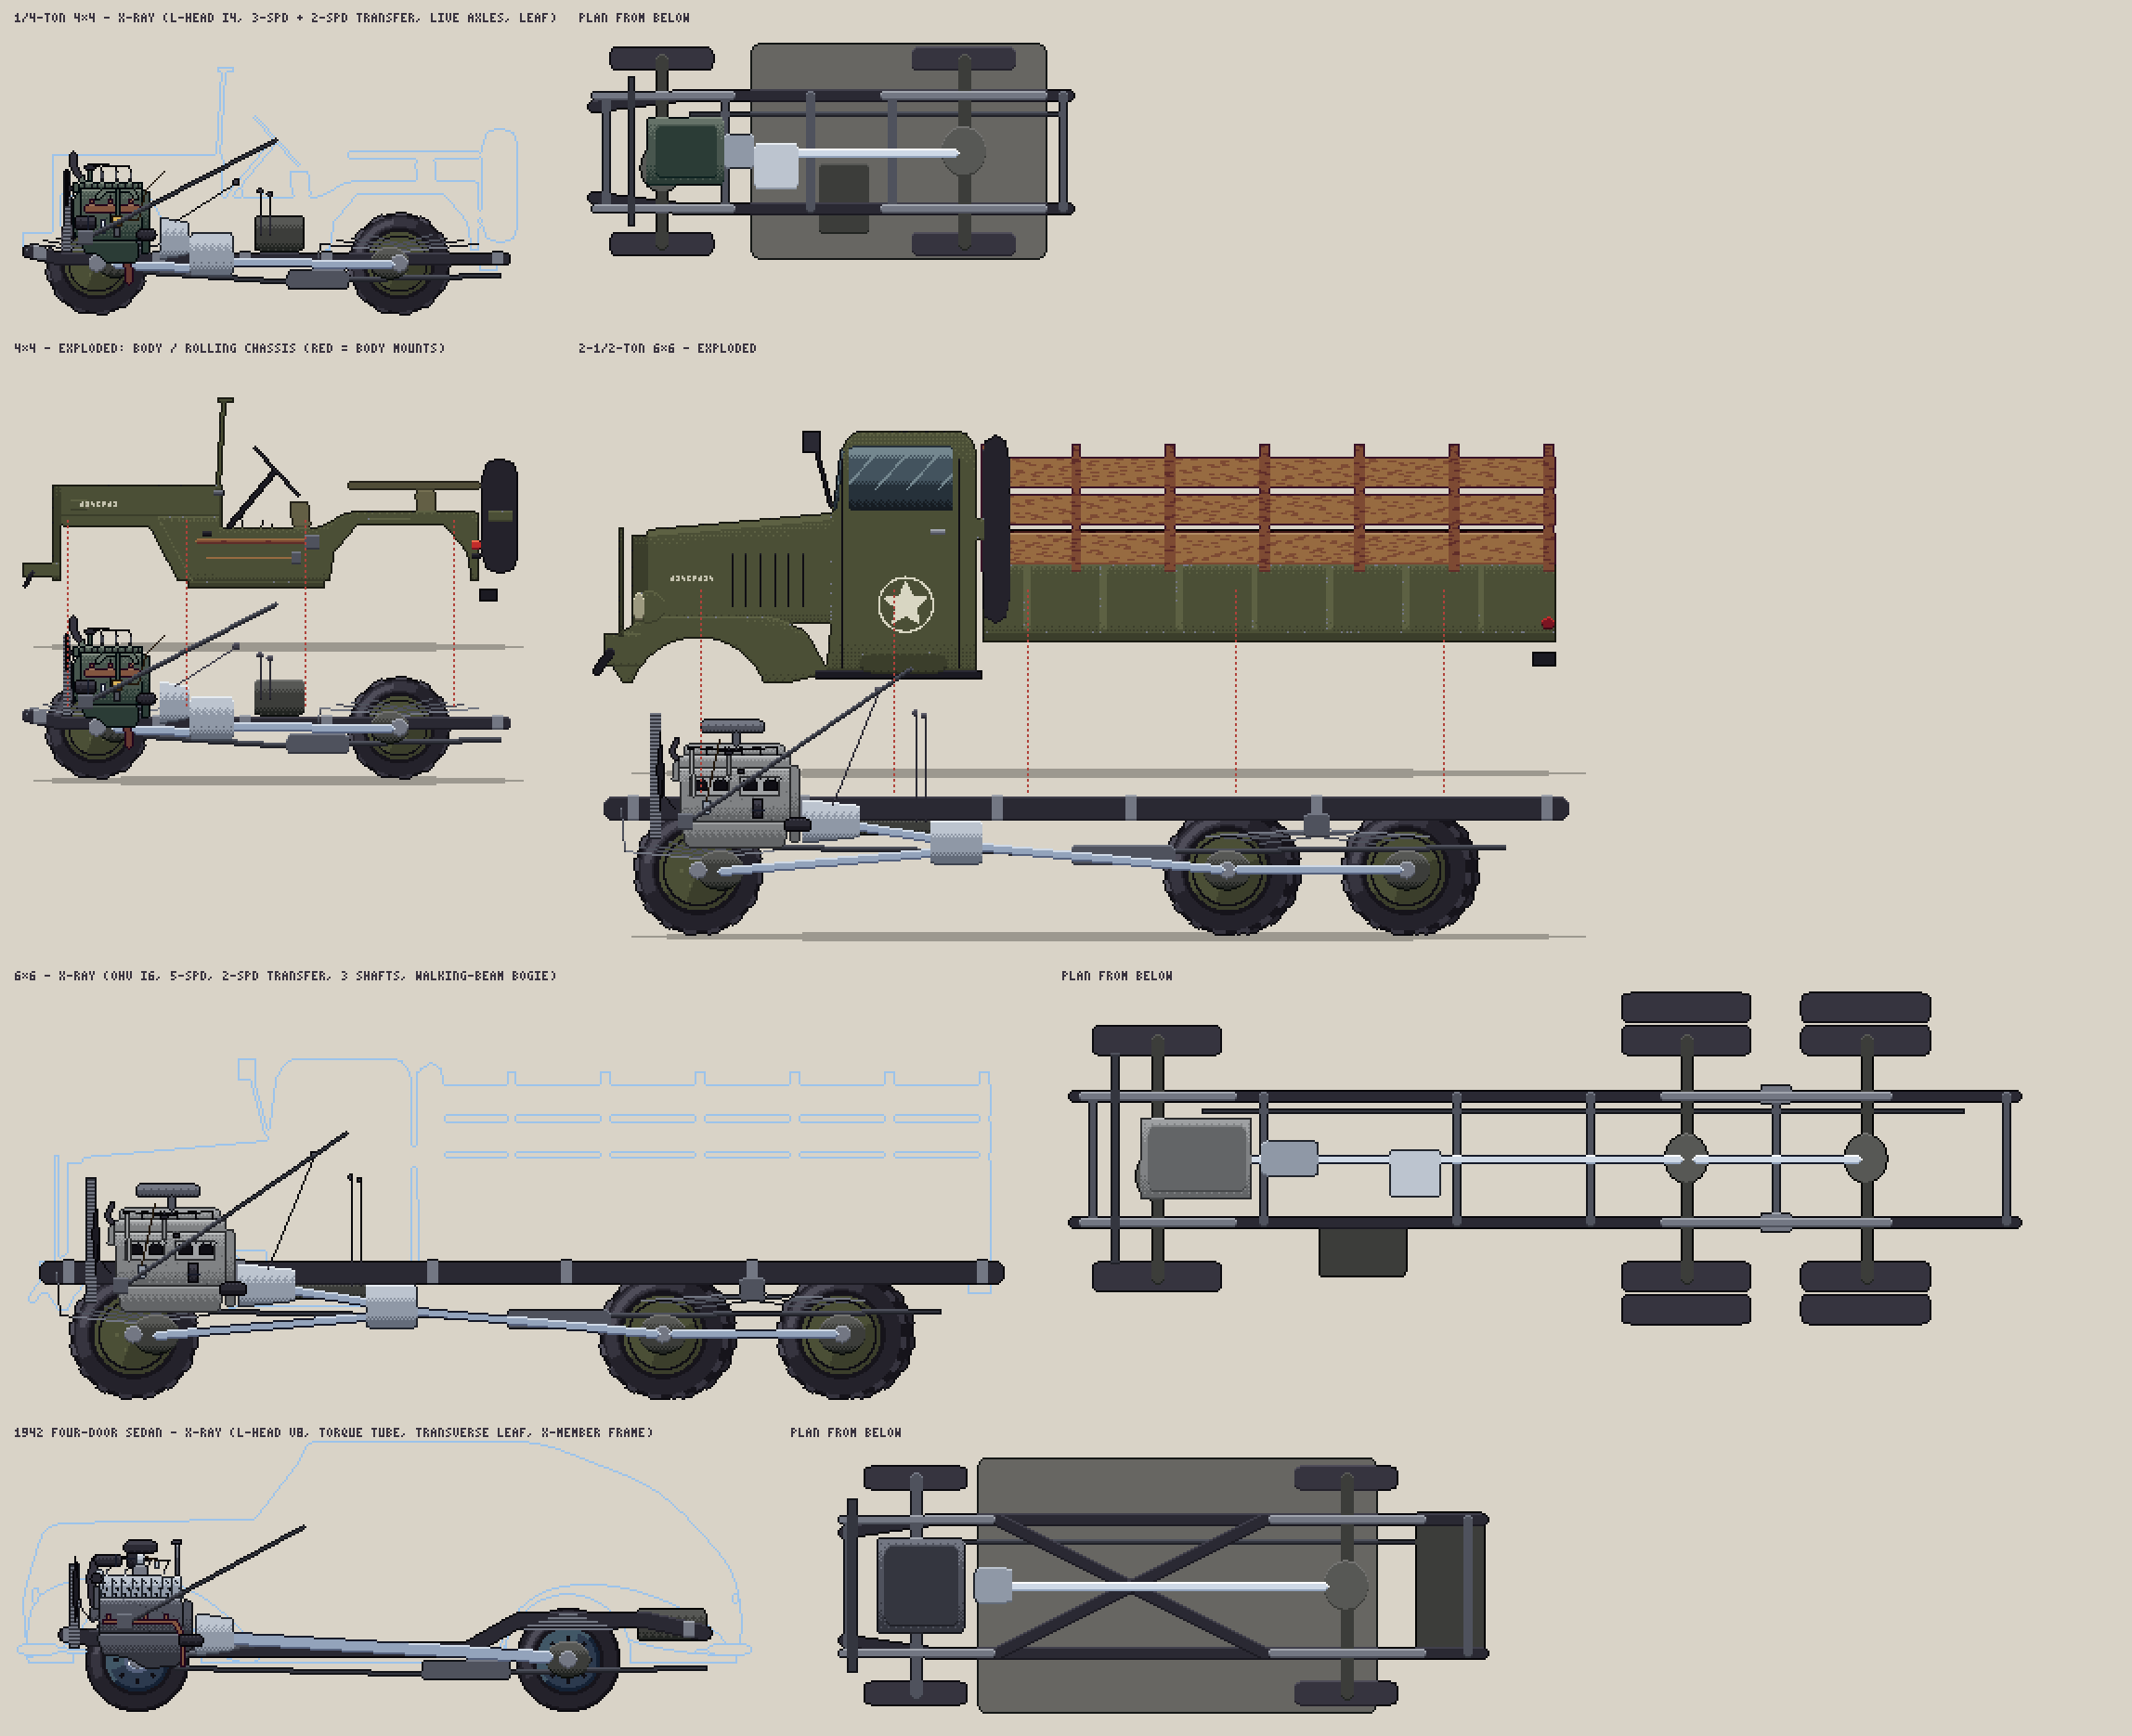 1/4-TON 4×4 - X-RAY (L-HEAD I4, 3-SPD + 2-SPD TRANSFER, LIVE AXLES, LEAF)
PLAN FROM BELOW
4×4 - EXPLODED: BODY / ROLLING CHASSIS (RED = BODY MOUNTS)
2-1/2-TON 6×6 - EXPLODED
6×6 - X-RAY (OHV I6, 5-SPD, 2-SPD TRANSFER, 3 SHAFTS, WALKING-BEAM BOGIE)
PLAN FROM BELOW
1942 FOUR-DOOR SEDAN - X-RAY (L-HEAD V8, TORQUE TUBE, TRANSVERSE LEAF, X-MEMBER FRAME)
PLAN FROM BELOW